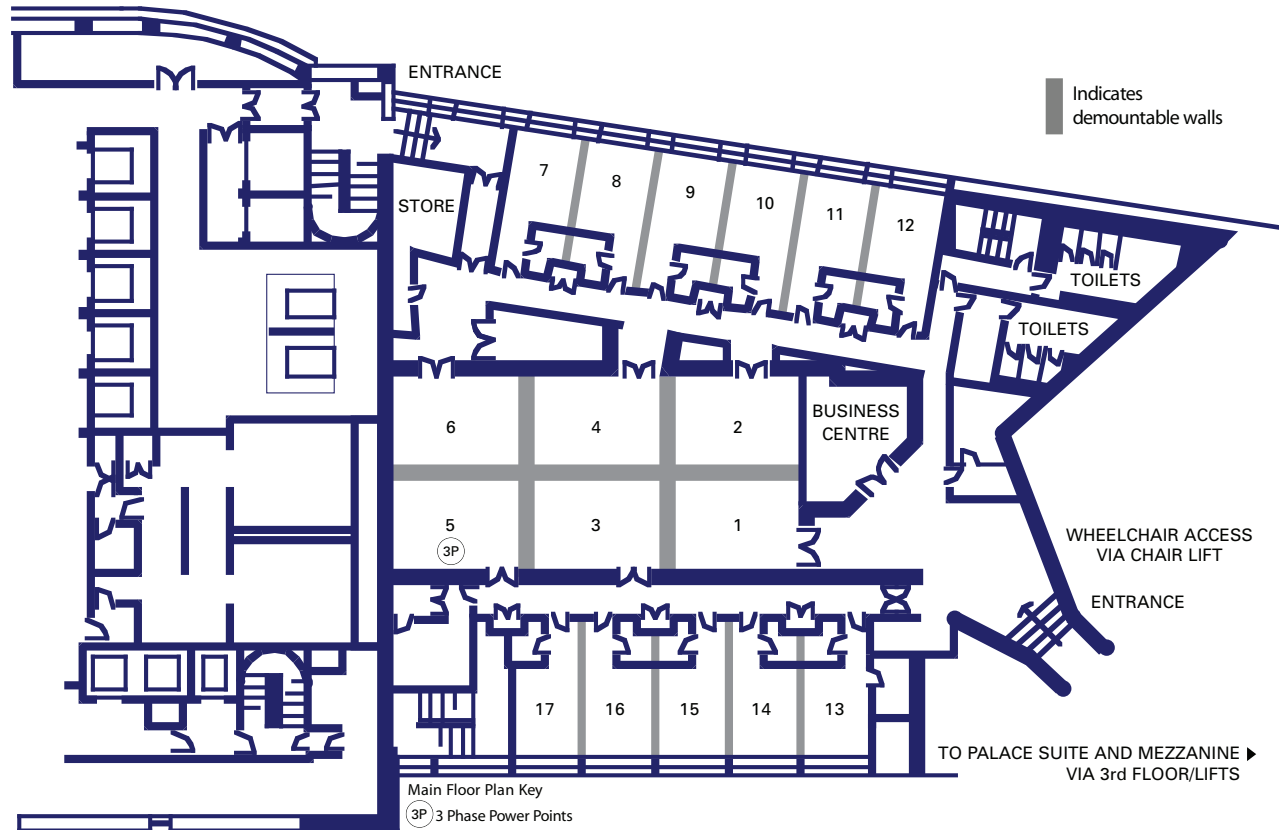 ENTRANCE
Indicates
demountable walls
7
8
9
10
11
12
STORE
TOILETS
TOILETS
6
4
2
BUSINESS
CENTRE
5
3
1
3P
WHEELCHAIR ACCESS
VIA CHAIR LIFT
ENTRANCE
17
16
15
14
13
TO PALACE SUITE AND MEZZANINE ▶
VIA 3rd FLOOR/LIFTS
Main Floor Plan Key
3P 3 Phase Power Points